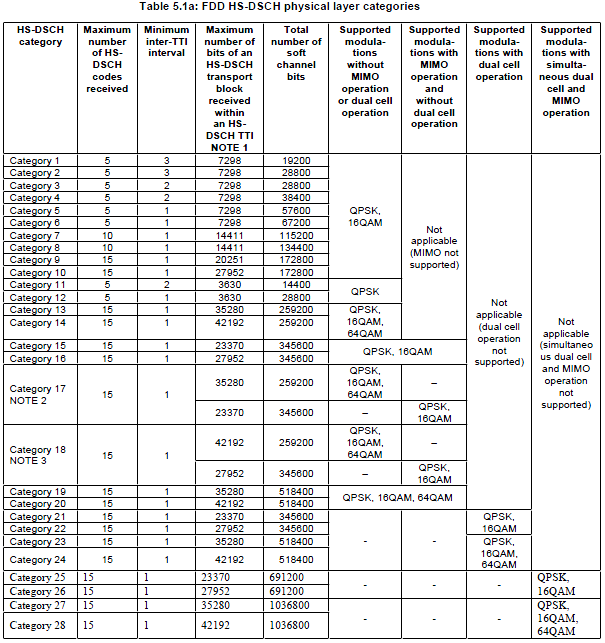 Table 5.1a: FDD HS-DSCH physical layer categories
HS-DSCH category | Maximum number of HS-DSCH codes received | Minimum inter-TTI interval | Maximum number of bits of an HS-DSCH transport block received within an HS-DSCH TTI NOTE 1 | Total number of soft channel bits | Supported modula-tions without MIMO operation or dual cell operation | Supported modula-tions with MIMO operation and without dual cell operation | Supported modula-tions with dual cell operation | Supported modula-tions with simulta-neous dual cell and MIMO operation
Category 1 5 3 7298 19200
Category 2 5 3 7298 28800
Category 3 5 2 7298 28800
Category 4 5 2 7298 38400
Category 5 5 1 7298 57600
Category 6 5 1 7298 67200
Category 7 10 1 14411 115200
Category 8 10 1 14411 134400
Category 9 15 1 20251 172800
Category 10 15 1 27952 172800
QPSK,
16QAM
Category 11 5 2 3630 14400
Category 12 5 1 3630 28800
QPSK
Category 13 15 1 35280 259200
Category 14 15 1 42192 259200
QPSK,
16QAM,
64QAM
Not
applicable
(MIMO not
supported)
Category 15 15 1 23370 345600
Category 16 15 1 27952 345600
QPSK, 16QAM
Category 17
NOTE 2
15 1
35280 259200
QPSK,
16QAM,
64QAM
–
23370 345600 –
QPSK,
16QAM
Category 18
NOTE 3
15 1
42192 259200
QPSK,
16QAM,
64QAM
–
27952 345600 –
QPSK,
16QAM
Category 19 15 1 35280 518400
Category 20 15 1 42192 518400
QPSK, 16QAM, 64QAM
Not
applicable
(dual cell
operation
not
supported)
Category 21 15 1 23370 345600
Category 22 15 1 27952 345600
QPSK,
16QAM
Category 23 15 1 35280 518400
Category 24 15 1 42192 518400
- -
QPSK,
16QAM,
64QAM
Not
applicable
(simultaneo
us dual cell
and MIMO
operation
not
supported)
Category 25 15 1 23370 691200
Category 26 15 1 27952 691200
- - -
QPSK,
16QAM
Category 27 15 1 35280 1036800
Category 28 15 1 42192 1036800
- - -
QPSK,
16QAM,
64QAM